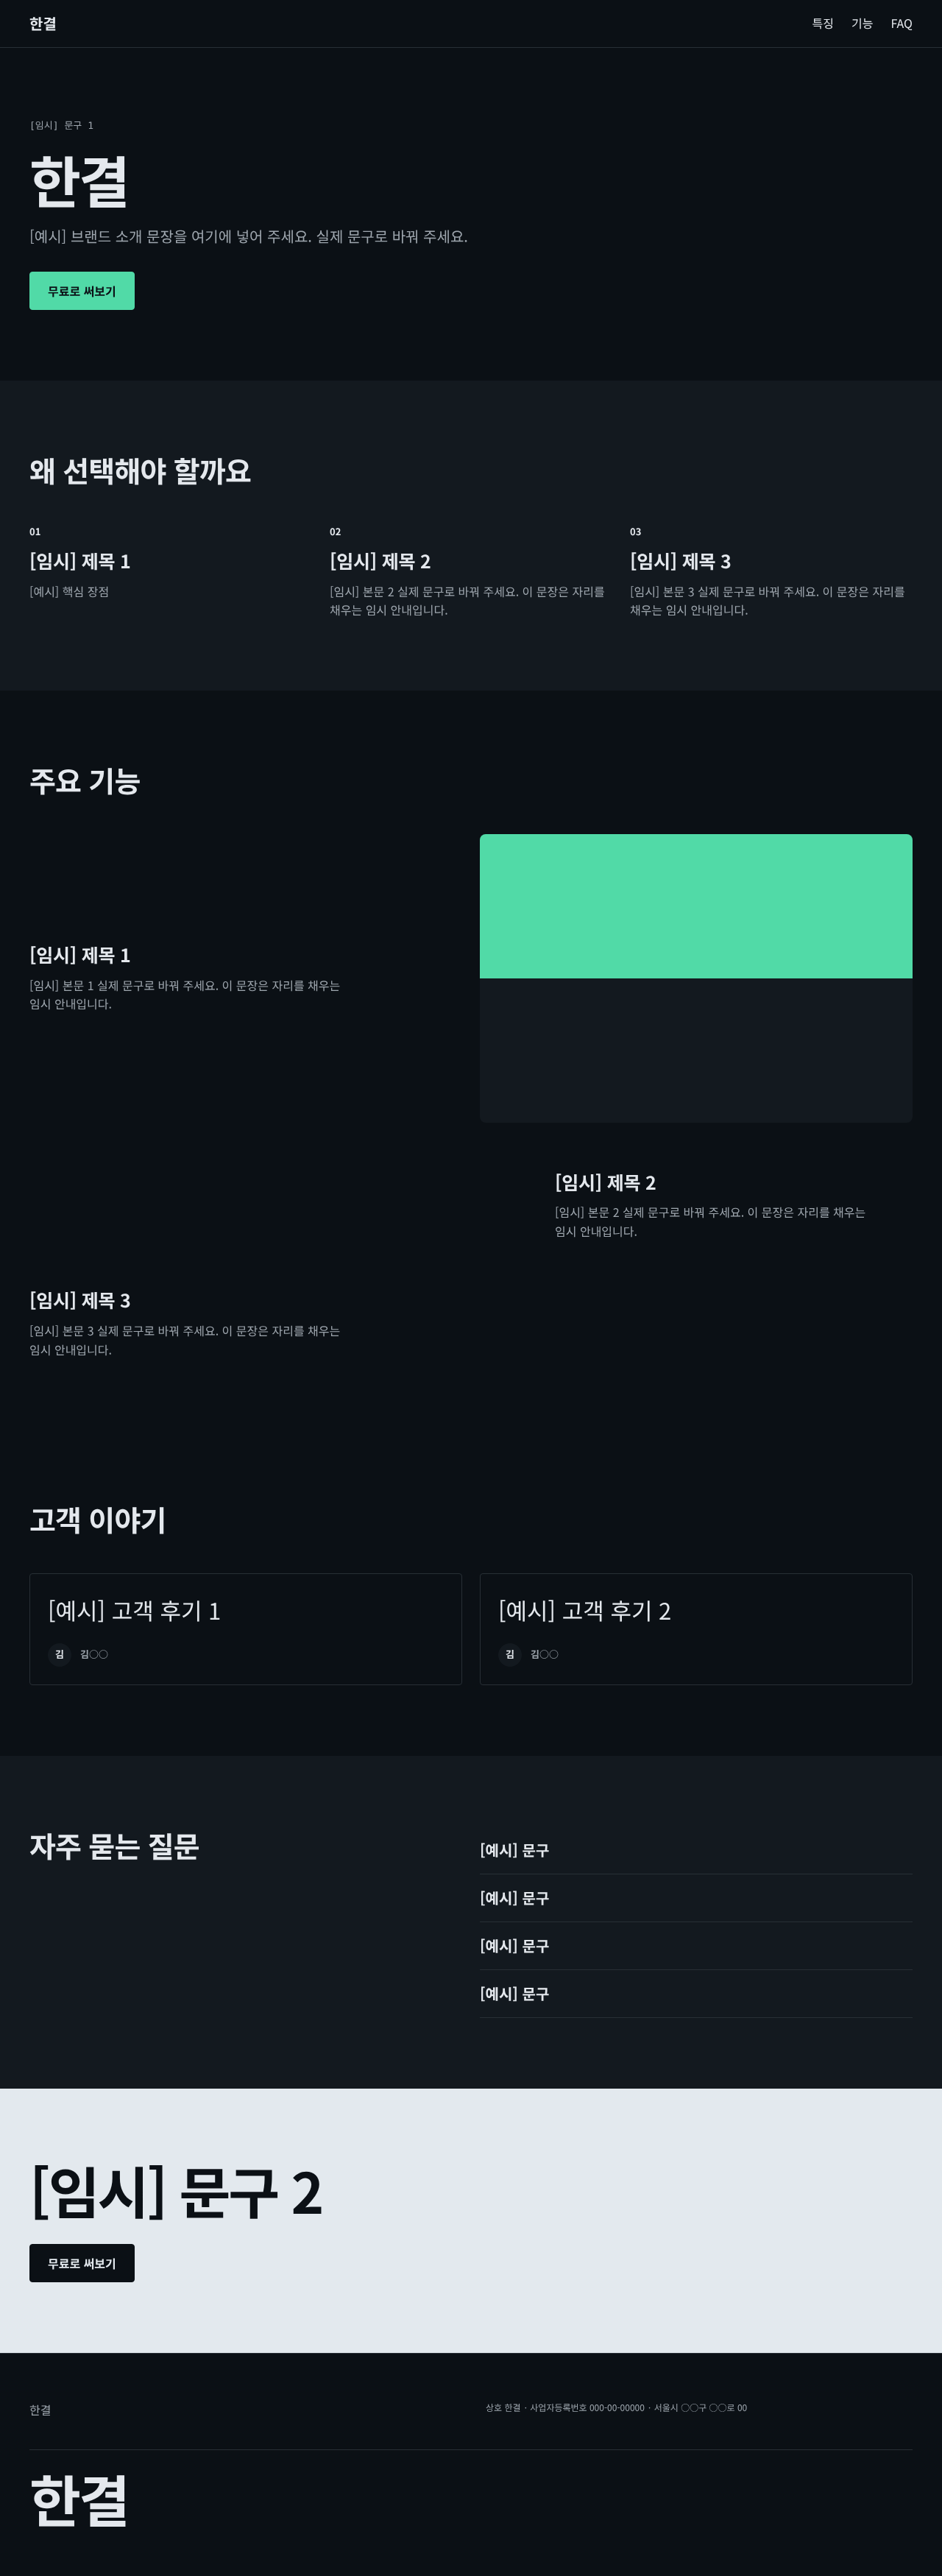 한결
특징 기능 FAQ
[임시] 문구 1
한결
[예시] 브랜드 소개 문장을 여기에 넣어 주세요. 실제 문구로 바꿔 주세요.
무료로 써보기
왜 선택해야 할까요
01
[임시] 제목 1
[예시] 핵심 장점
02
[임시] 제목 2
[임시] 본문 2 실제 문구로 바꿔 주세요. 이 문장은 자리를
채우는 임시 안내입니다.
03
[임시] 제목 3
[임시] 본문 3 실제 문구로 바꿔 주세요. 이 문장은 자리를
채우는 임시 안내입니다.
주요 기능
[임시] 제목 1
[임시] 본문 1 실제 문구로 바꿔 주세요. 이 문장은 자리를 채우는
임시 안내입니다.
[임시] 제목 2
[임시] 본문 2 실제 문구로 바꿔 주세요. 이 문장은 자리를 채우는
임시 안내입니다.
[임시] 제목 3
[임시] 본문 3 실제 문구로 바꿔 주세요. 이 문장은 자리를 채우는
임시 안내입니다.
고객 이야기
[예시] 고객 후기 1
김 김○○
[예시] 고객 후기 2
김 김○○
자주 묻는 질문
[예시] 문구
[예시] 문구
[예시] 문구
[예시] 문구
[임시] 문구 2
무료로 써보기
한결
상호 한결 · 사업자등록번호 000-00-00000 · 서울시 ○○구 ○○로 00
한결